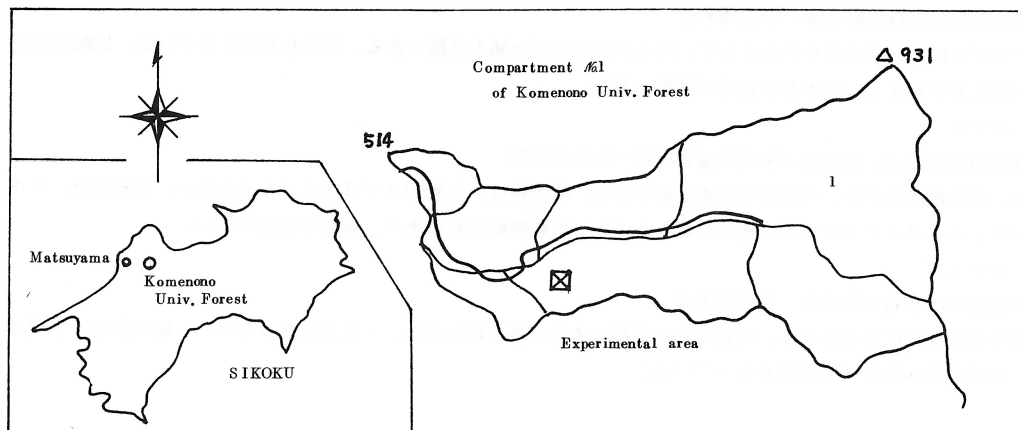 Compartment №1
of Komenono Univ. Forest
△ 931
514
1
Matsuyama
Komenono
Univ. Forest
SIKOKU
Experimental area